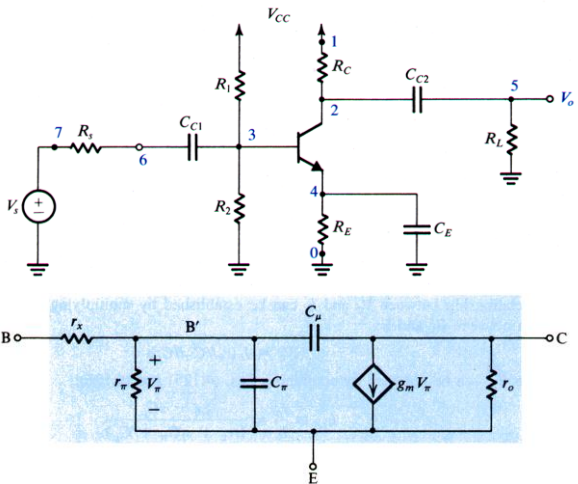 V_CC
1
R_C
R_1
C_C2
5
V_o
2
7
R_s
C_C1
3
R_L
6
V_s
+
−
R_2
4
R_E
C_E
0
C_μ
r_x
B'
B
C
+
r_π
V_π
C_π
g_m V_π
r_o
−
E